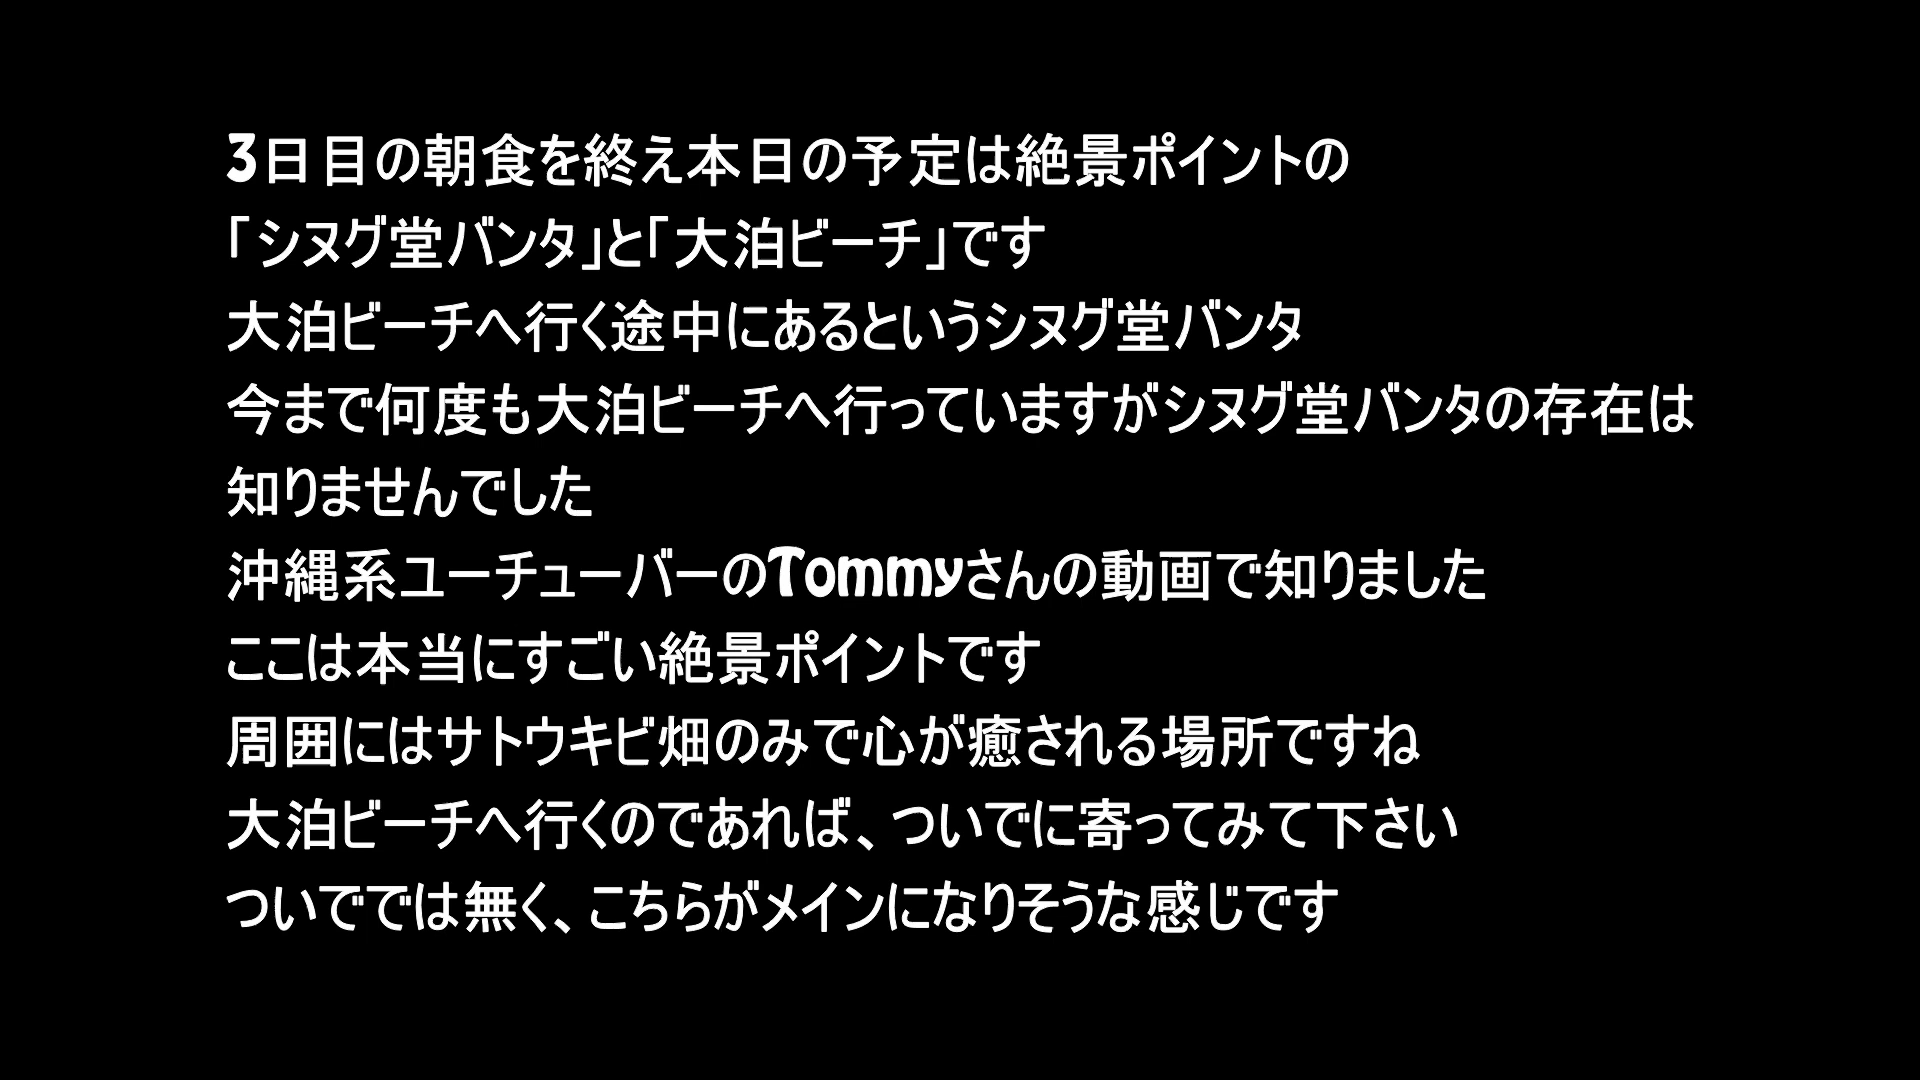 3日目の朝食を終え本日の予定は絶景ポイントの
「シヌグ堂バンタ」と「大泊ビーチ」です
大泊ビーチへ行く途中にあるというシヌグ堂バンタ
今まで何度も大泊ビーチへ行っていますがシヌグ堂バンタの存在は
知りませんでした
沖縄系ユーチューバーのTommyさんの動画で知りました
ここは本当にすごい絶景ポイントです
周囲にはサトウキビ畑のみで心が癒される場所ですね
大泊ビーチへ行くのであれば、ついでに寄ってみて下さい
ついででは無く、こちらがメインになりそうな感じです